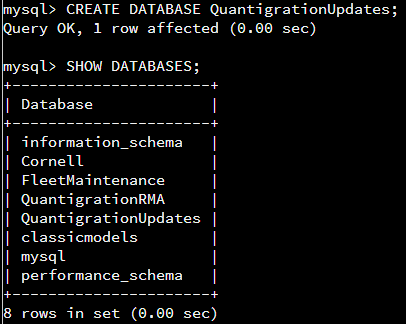 mysql> CREATE DATABASE QuantigrationUpdates;
Query OK, 1 row affected (0.00 sec)

mysql> SHOW DATABASES;
+----------------------+
| Database             |
+----------------------+
| information_schema   |
| Cornell              |
| FleetMaintenance     |
| QuantigrationRMA     |
| QuantigrationUpdates |
| classicmodels        |
| mysql                |
| performance_schema   |
+----------------------+
8 rows in set (0.00 sec)